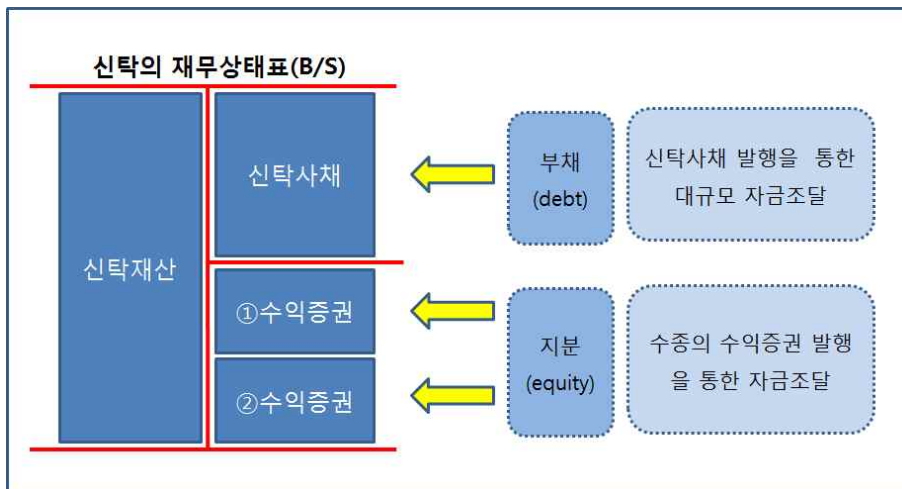 신탁의 재무상태표(B/S)
신탁재산
신탁사채
①수익증권
②수익증권
부채
(debt)
신탁사채 발행을 통한
대규모 자금조달
지분
(equity)
수종의 수익증권 발행
을 통한 자금조달